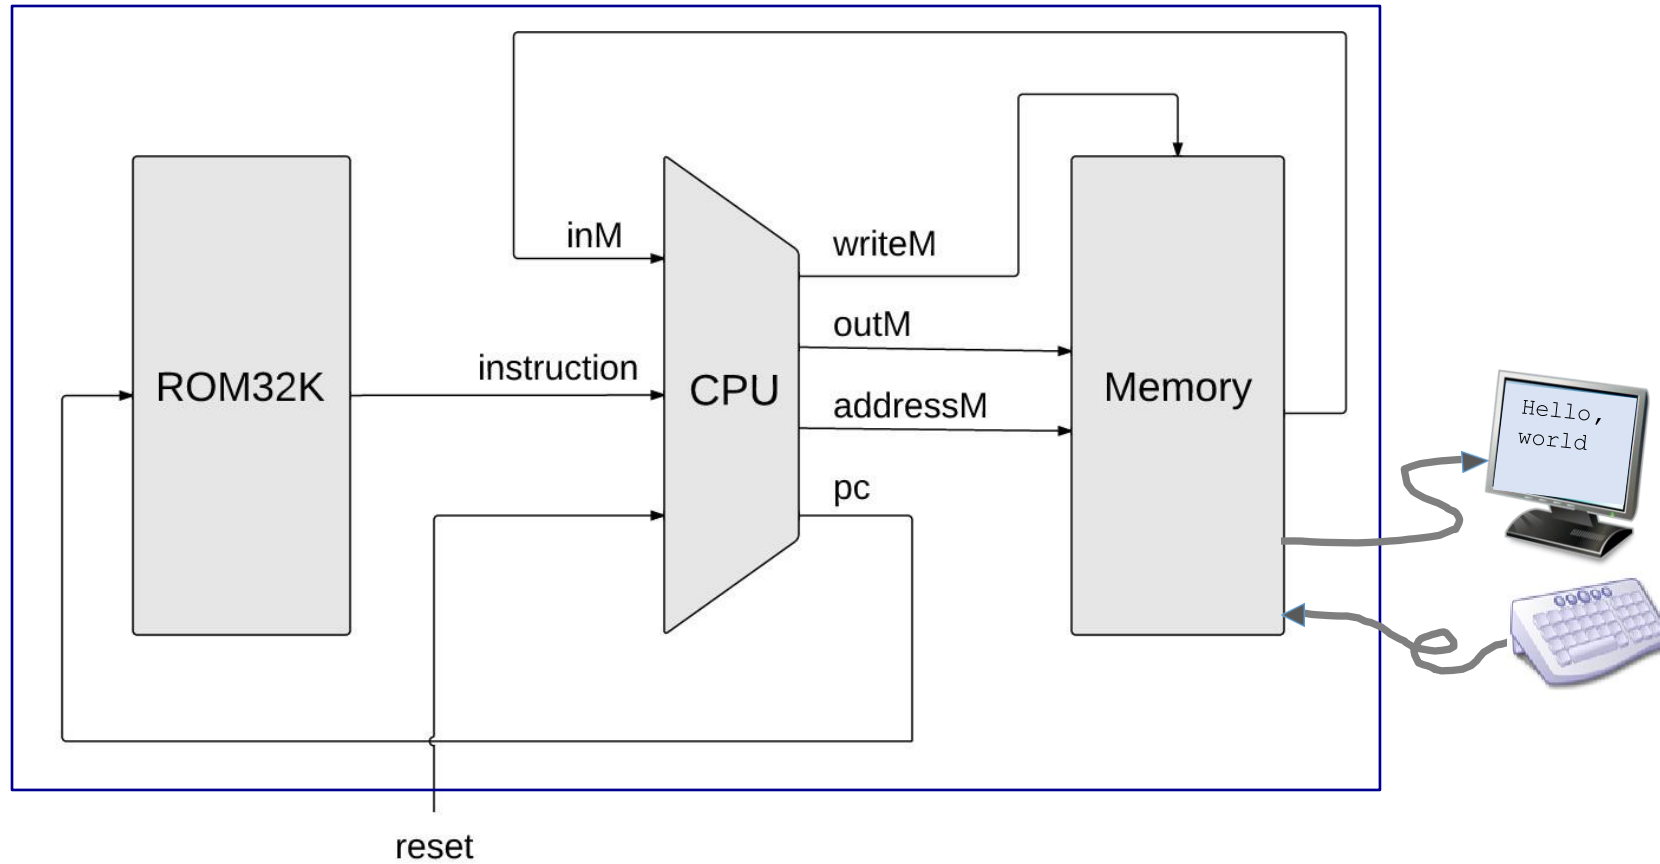 inM
writeM
outM
instruction
ROM32K
CPU
Memory
addressM
Hello,
world
pc
reset